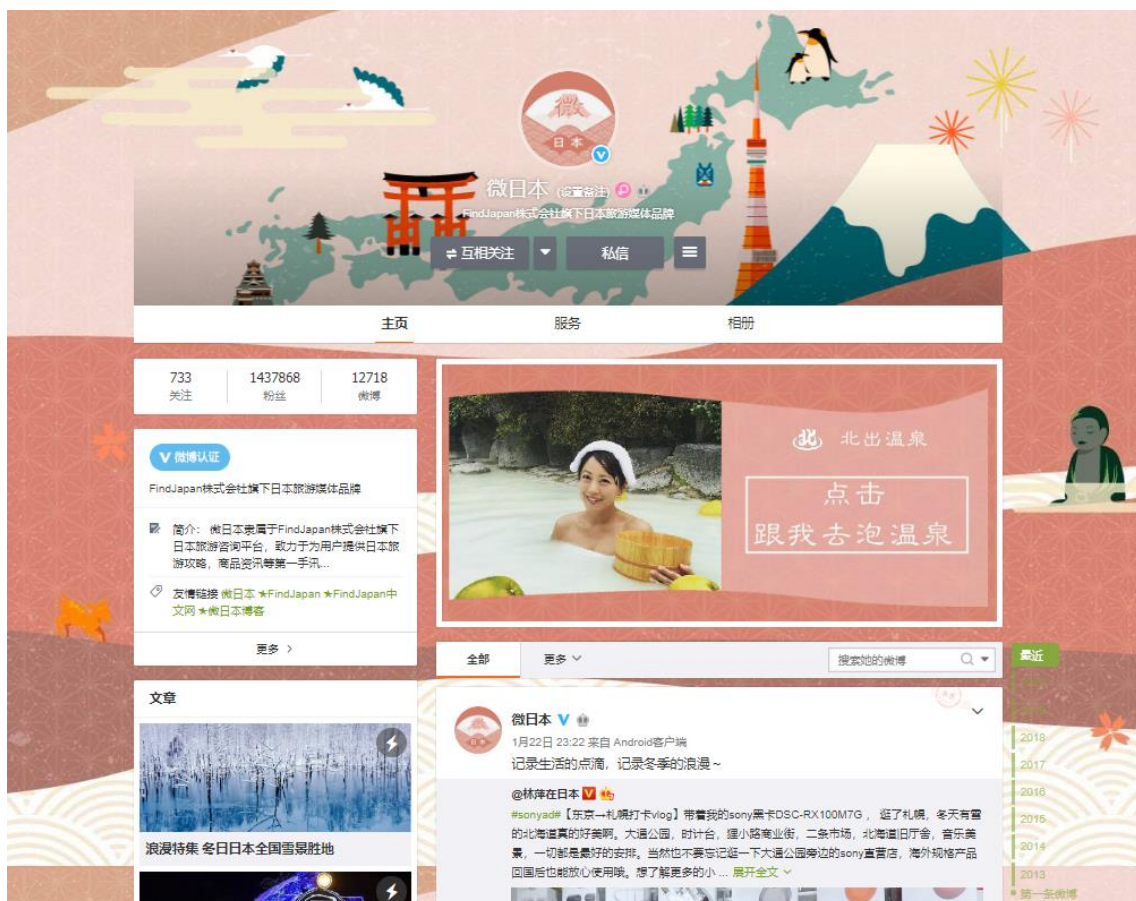 微
日本
微日本 (设置备注)
FindJapan株式会社旗下日本旅游媒体品牌
互相关注
私信
主页 服务 相册
733 1437868 12718
关注 粉丝 微博
V 微博认证
FindJapan株式会社旗下日本旅游媒体品牌
简介: 微日本隶属于FindJapan株式会社旗下
日本旅游咨询平台，致力于为用户提供日本旅
游攻略，商品资讯等第一手讯...
友情链接 微日本 ★FindJapan ★FindJapan中
文网 ★微日本博客
更多 >
文章
浪漫特集 冬日日本全国雪景胜地
北 北出温泉
点击
跟我去泡温泉
全部 更多 搜索她的微博
微日本 V
1月22日 23:22 来自 Android客户端
记录生活的点滴，记录冬季的浪漫～
@林萍在日本 V
#sonyad#【东京→札幌打卡vlog】带着我的sony黑卡DSC-RX100M7G ，逛了札幌，冬天有雪
的北海道真的好美啊。大通公园，时计台，狸小路商业街，二条市场，北海道旧厅舍，音乐美
景，一切都是最好的安排。当然也不要忘记逛一下大通公园旁边的sony直营店，海外规格产品
回国后也能放心使用哦。想了解更多的小 ... 展开全文
最近
2018
2017
2016
2015
2014
2013
第一条微博